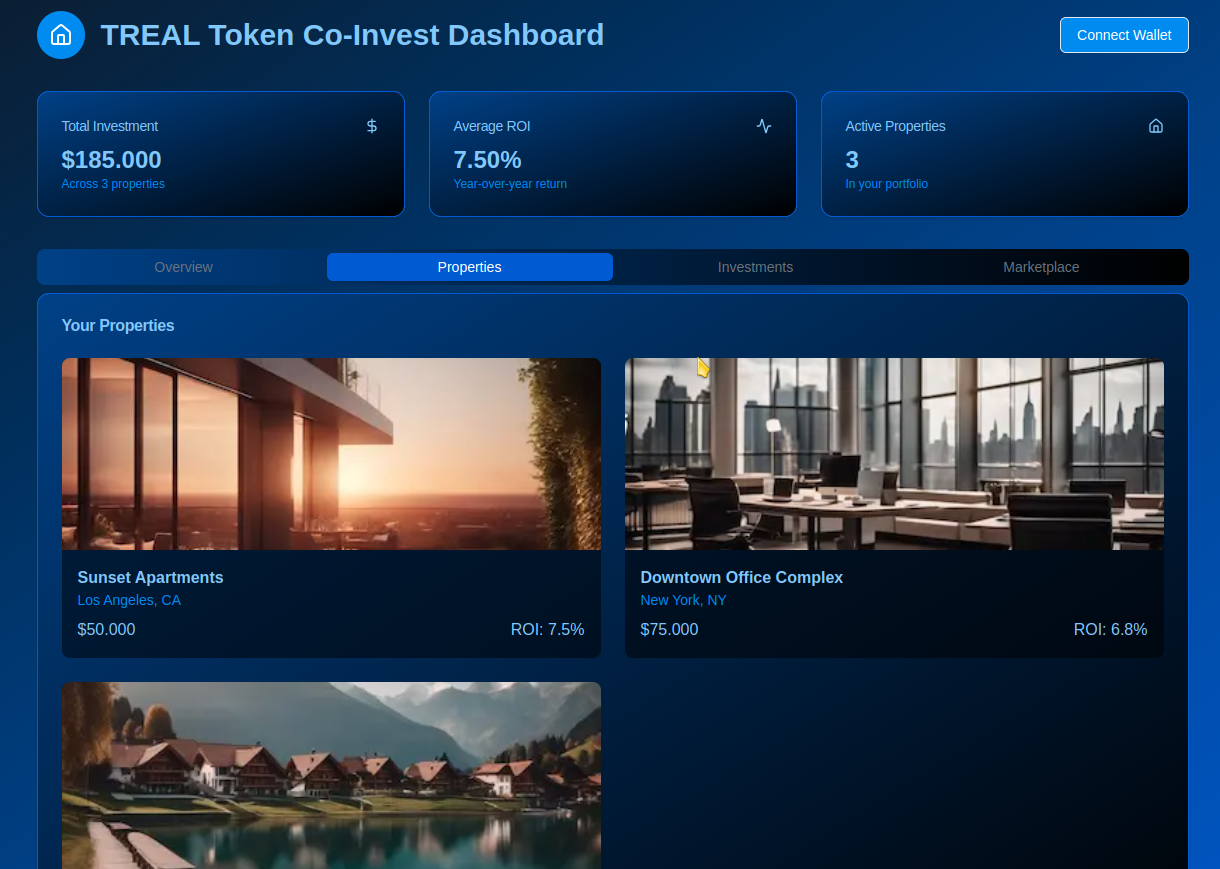 TREAL Token Co-Invest Dashboard
Connect Wallet
Total Investment
$185.000
Across 3 properties
Average ROI
7.50%
Year-over-year return
Active Properties
3
In your portfolio
Overview
Properties
Investments
Marketplace
Your Properties
Sunset Apartments
Los Angeles, CA
$50.000
ROI: 7.5%
Downtown Office Complex
New York, NY
$75.000
ROI: 6.8%